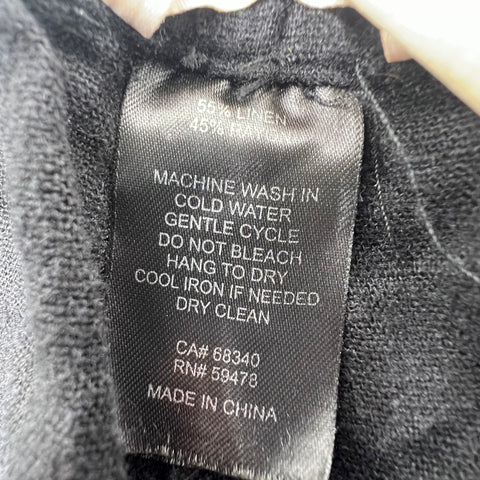 55% LINEN
45%
MACHINE WASH IN
COLD WATER
GENTLE CYCLE
DO NOT BLEACH
HANG TO DRY
COOL IRON IF NEEDED
DRY CLEAN
CA# 68340
RN# 59478
MADE IN CHINA